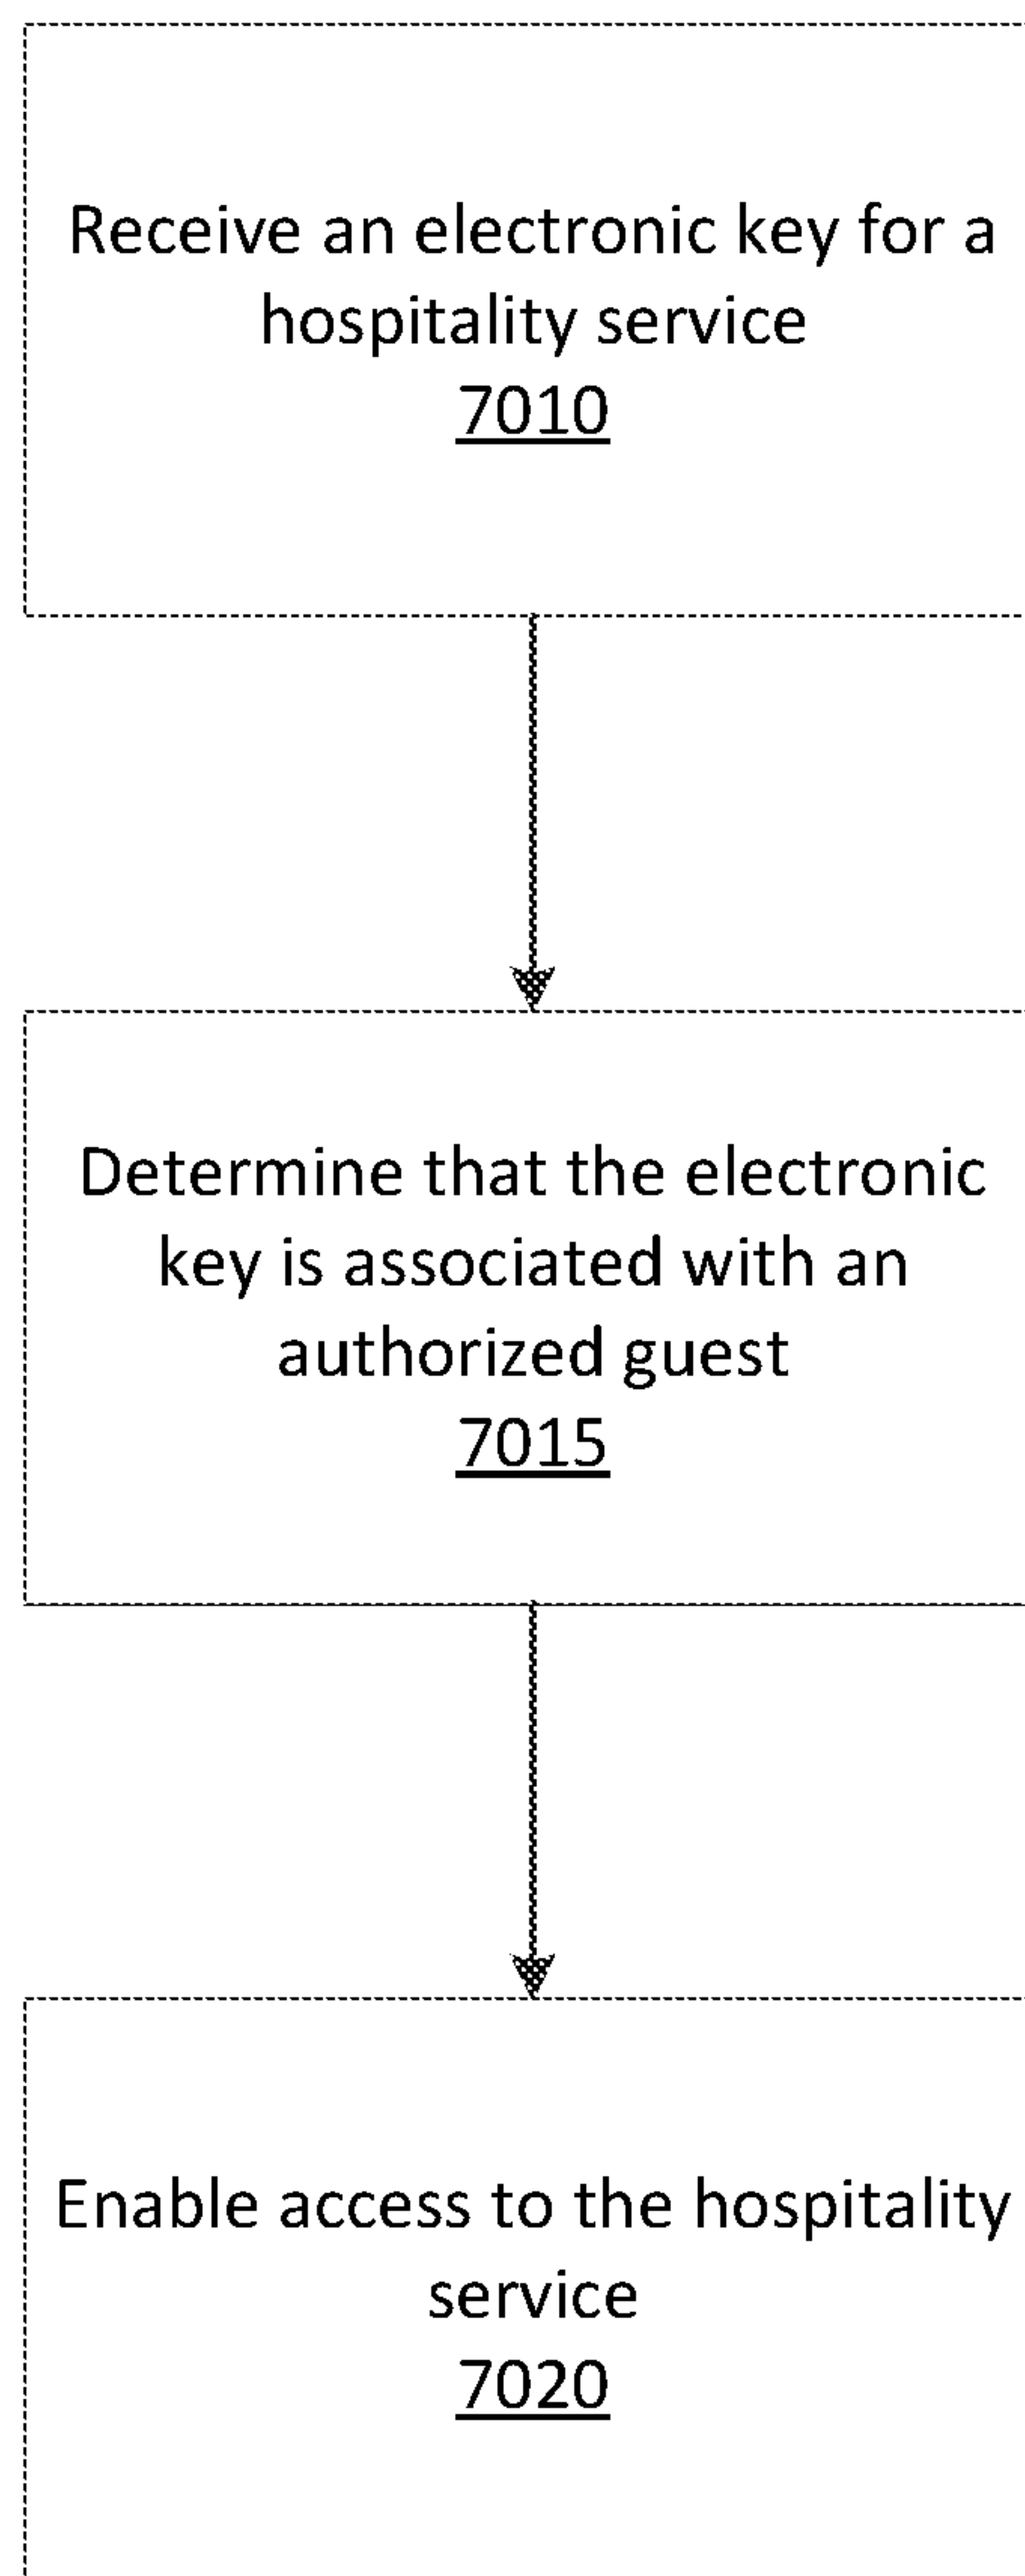 Receive an electronic key for a
hospitality service
7010
Determine that the electronic
key is associated with an
authorized guest
7015
Enable access to the hospitality
service
7020